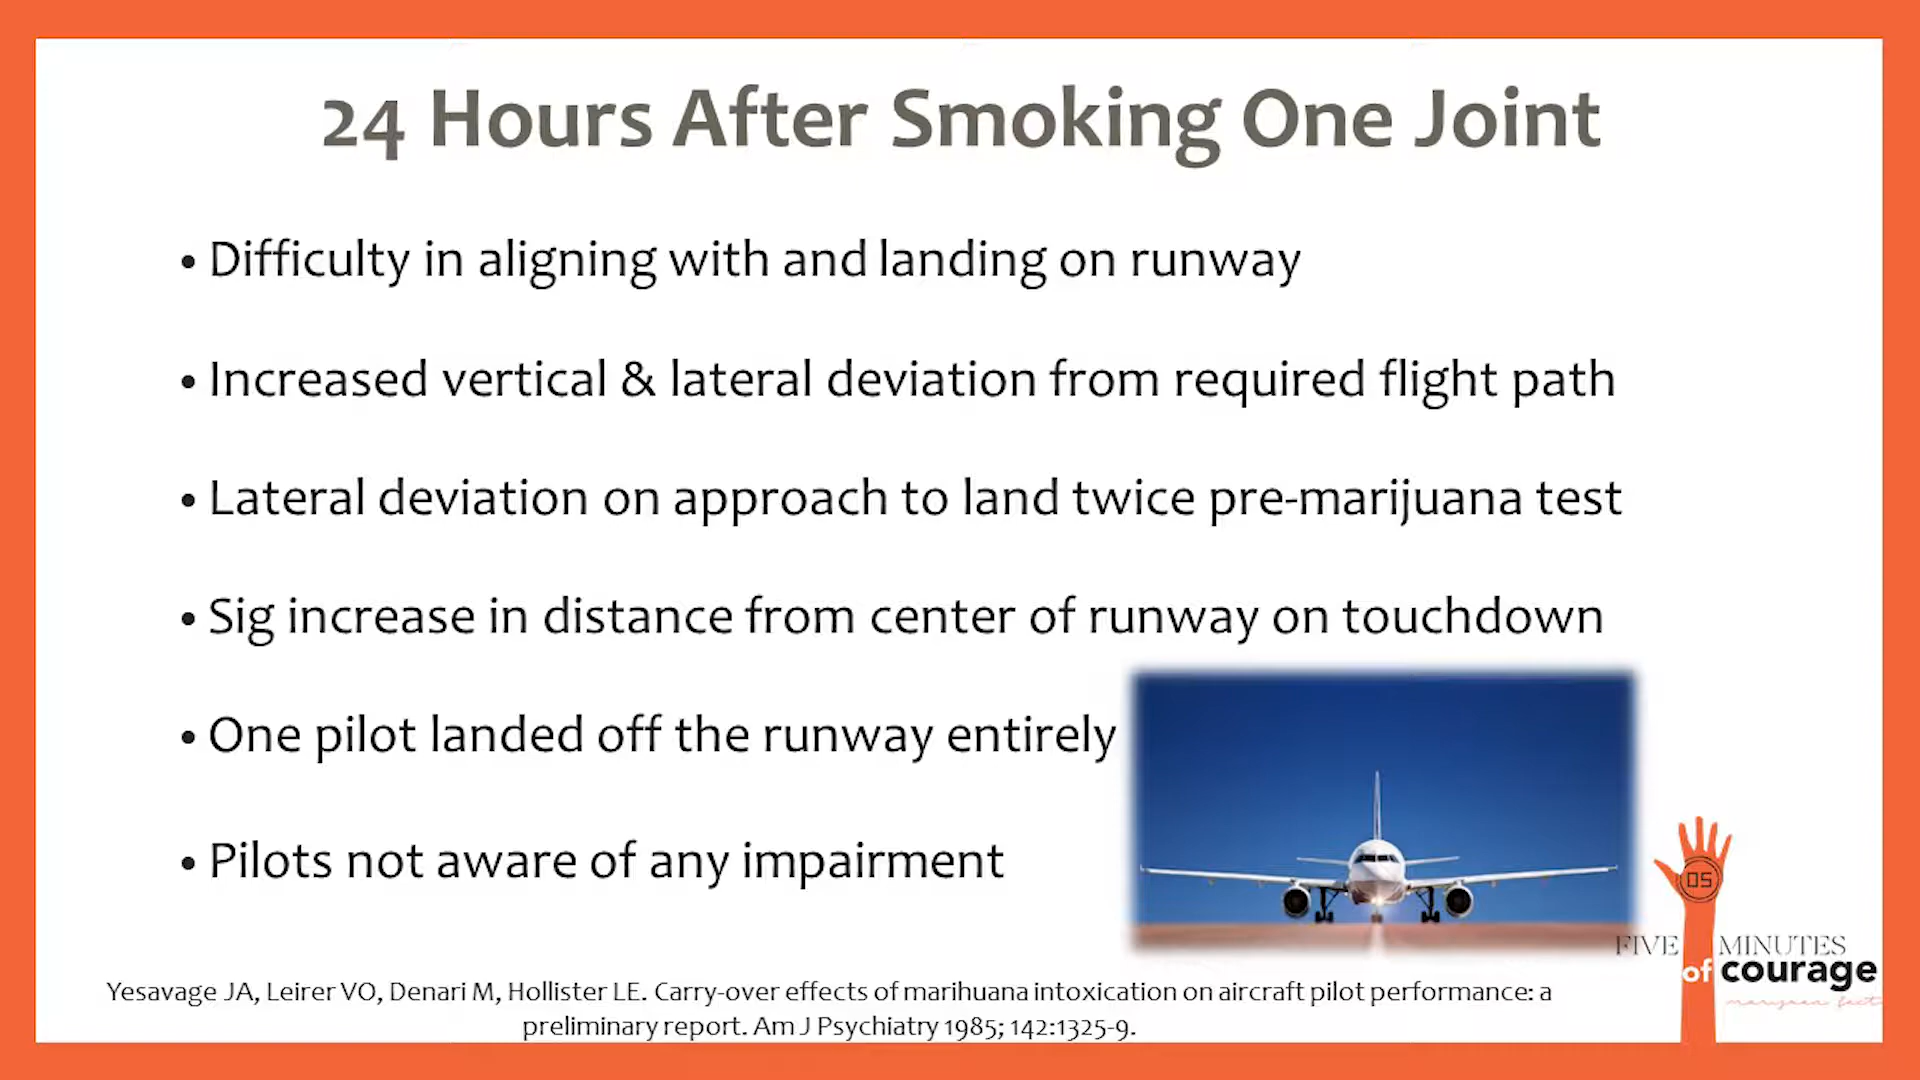 24 Hours After Smoking One Joint
• Difficulty in aligning with and landing on runway
• Increased vertical & lateral deviation from required flight path
• Lateral deviation on approach to land twice pre-marijuana test
• Sig increase in distance from center of runway on touchdown
• One pilot landed off the runway entirely
• Pilots not aware of any impairment
05
FIVE MINUTES
of courage
Yesavage JA, Leirer VO, Denari M, Hollister LE. Carry-over effects of marihuana intoxication on aircraft pilot performance: a
preliminary report. Am J Psychiatry 1985; 142:1325-9.